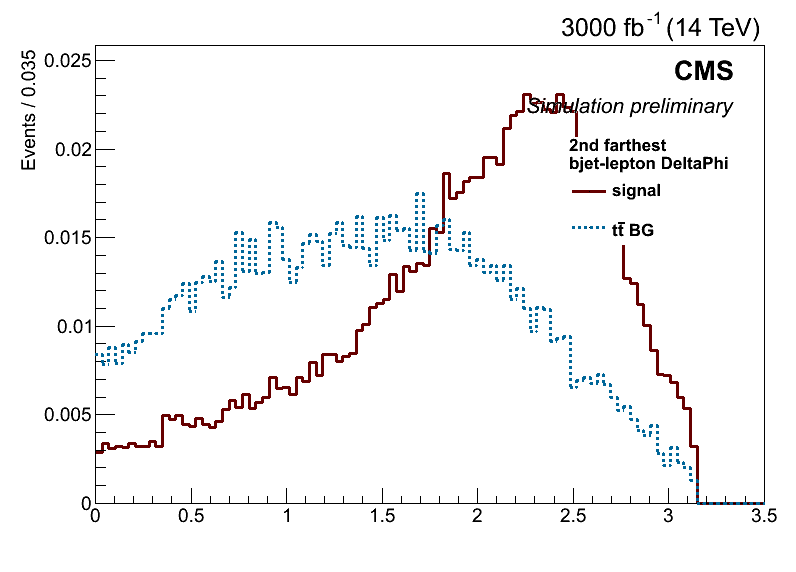 3000 fb⁻¹ (14 TeV)
CMS
Simulation preliminary
Events / 0.035
2nd farthest
bjet-lepton DeltaPhi
signal
tt̄ BG
0.025
0.02
0.015
0.01
0.005
0
0 0.5 1 1.5 2 2.5 3 3.5